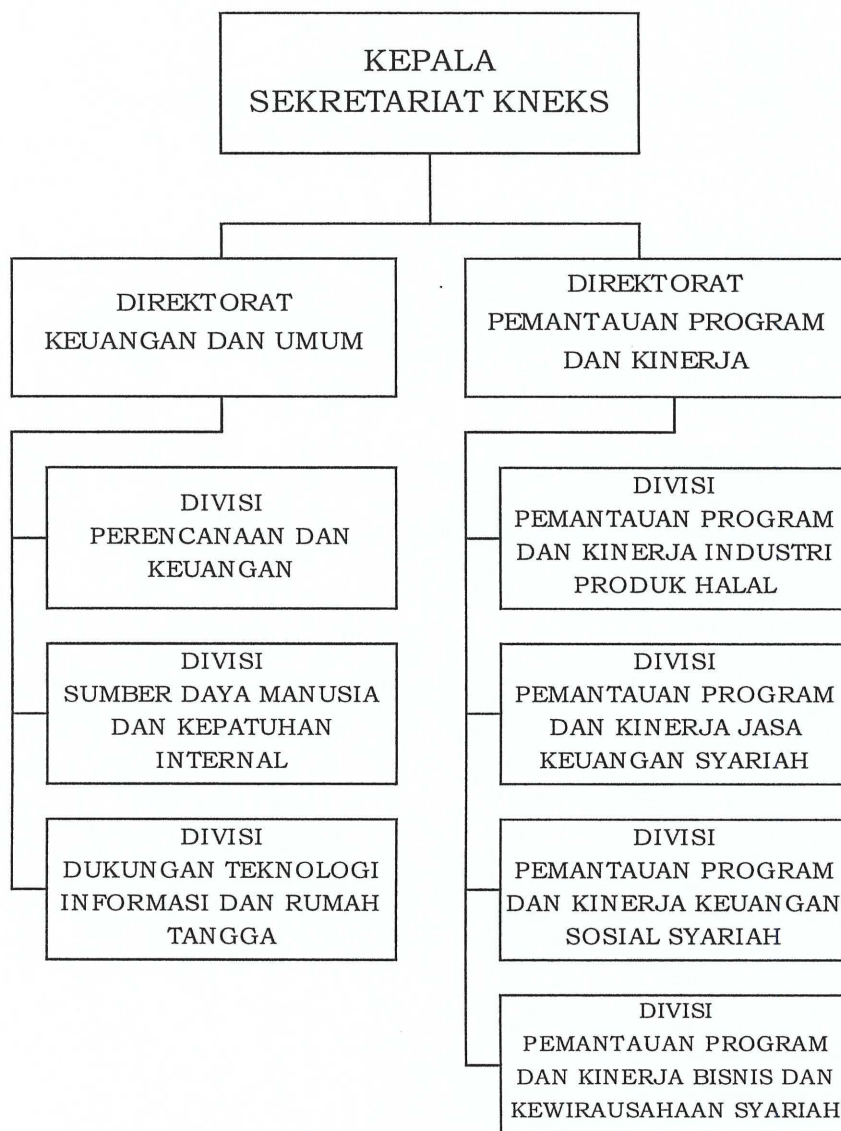 KEPALA
SEKRETARIAT KNEKS
DIREKTORAT
KEUANGAN DAN UMUM
DIVISI
PERENCANAAN DAN
KEUANGAN
DIVISI
SUMBER DAYA MANUSIA
DAN KEPATUHAN
INTERNAL
DIVISI
DUKUNGAN TEKNOLOGI
INFORMASI DAN RUMAH
TANGGA
DIREKTORAT
PEMANTAUAN PROGRAM
DAN KINERJA
DIVISI
PEMANTAUAN PROGRAM
DAN KINERJA INDUSTRI
PRODUK HALAL
DIVISI
PEMANTAUAN PROGRAM
DAN KINERJA JASA
KEUANGAN SYARIAH
DIVISI
PEMANTAUAN PROGRAM
DAN KINERJA KEUANGAN
SOSIAL SYARIAH
DIVISI
PEMANTAUAN PROGRAM
DAN KINERJA BISNIS DAN
KEWIRAUSAHAAN SYARIAH